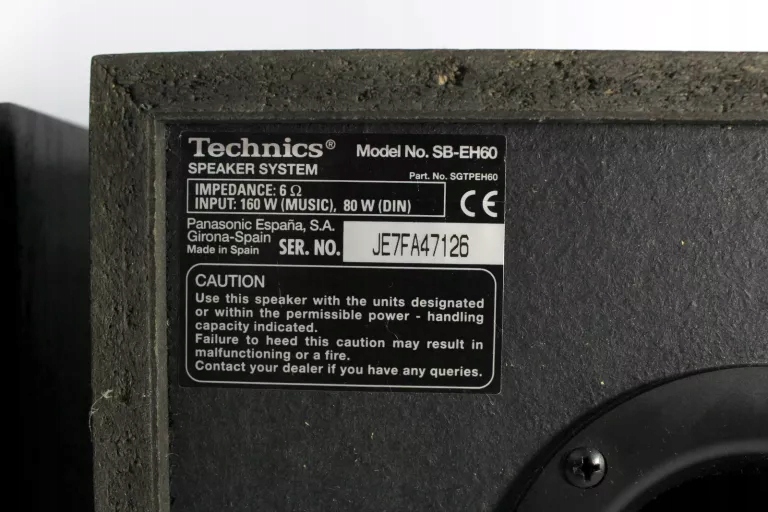 Technics® Model No. SB-EH60
SPEAKER SYSTEM Part. No. SGTPEH60
IMPEDANCE: 6 Ω
INPUT: 160 W (MUSIC), 80 W (DIN)
CE
Panasonic España, S.A.
Girona-Spain
Made in Spain
SER. NO. JE7FA47126
CAUTION
Use this speaker with the units designated
or within the permissible power - handling
capacity indicated.
Failure to heed this caution may result in
malfunctioning or a fire.
Contact your dealer if you have any queries.